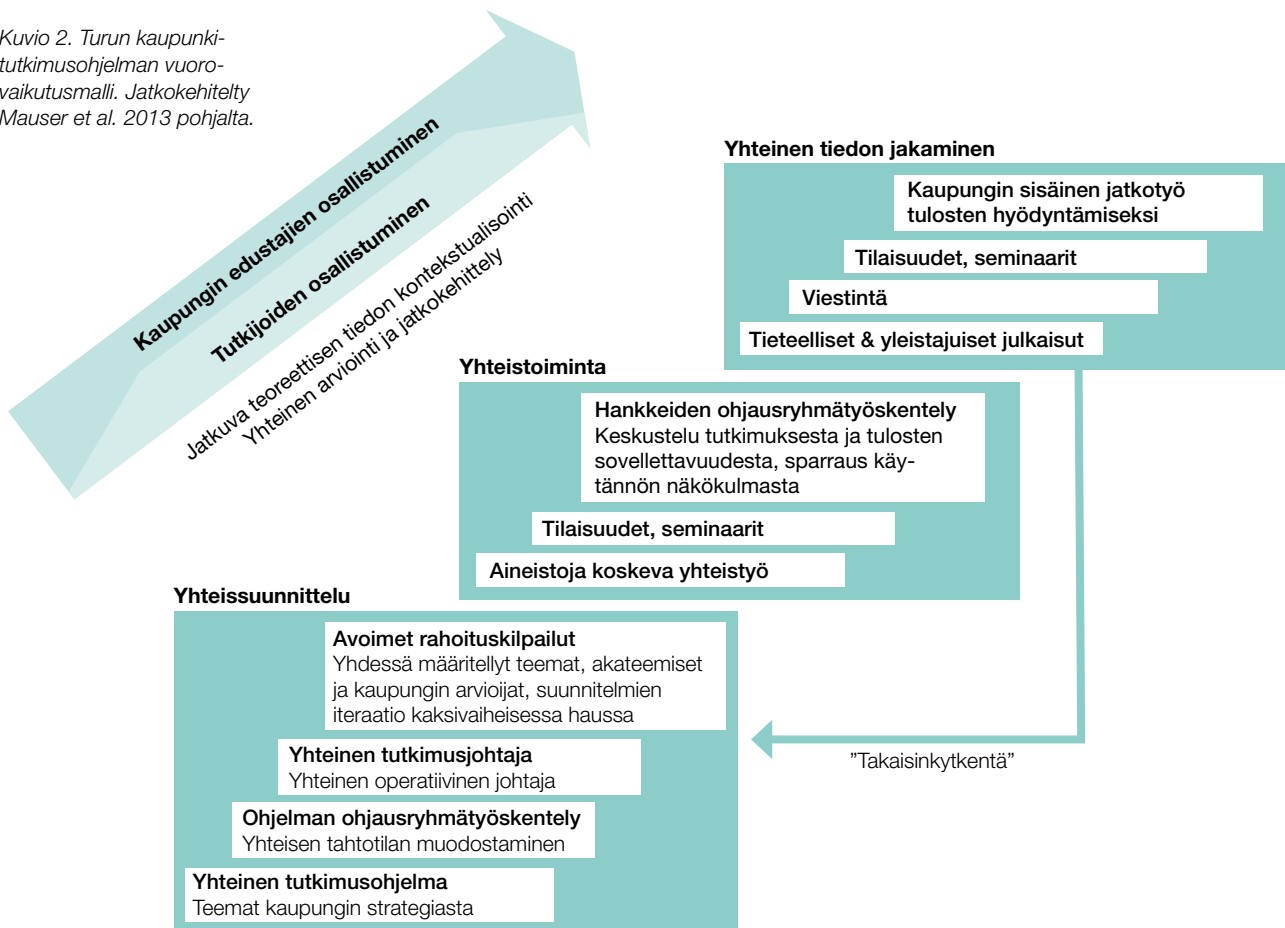 Kuvio 2. Turun kaupunki-
tutkimusohjelman vuoro-
vaikutusmalli. Jatkokehitelty
Mauser et al. 2013 pohjalta.
Kaupungin edustajien osallistuminen
Tutkijoiden osallistuminen
Jatkuva teoreettisen tiedon kontekstualisointi
Yhteinen arviointi ja jatkokehittely
Yhteinen tiedon jakaminen
Kaupungin sisäinen jatkotyö
tulosten hyödyntämiseksi
Tilaisuudet, seminaarit
Viestintä
Tieteelliset & yleistajuiset julkaisut
Yhteistoiminta
Hankkeiden ohjausryhmätyöskentely
Keskustelu tutkimuksesta ja tulosten
sovellettavuudesta, sparraus käy-
tännön näkökulmasta
Tilaisuudet, seminaarit
Aineistoja koskeva yhteistyö
Yhteissuunnittelu
Avoimet rahoituskilpailut
Yhdessä määritellyt teemat, akateemiset
ja kaupungin arvioijat, suunnitelmien
iteraatio kaksivaiheisessa haussa
Yhteinen tutkimusjohtaja
Yhteinen operatiivinen johtaja
Ohjelman ohjausryhmätyöskentely
Yhteisen tahtotilan muodostaminen
Yhteinen tutkimusohjelma
Teemat kaupungin strategiasta
”Takaisinkytkentä”